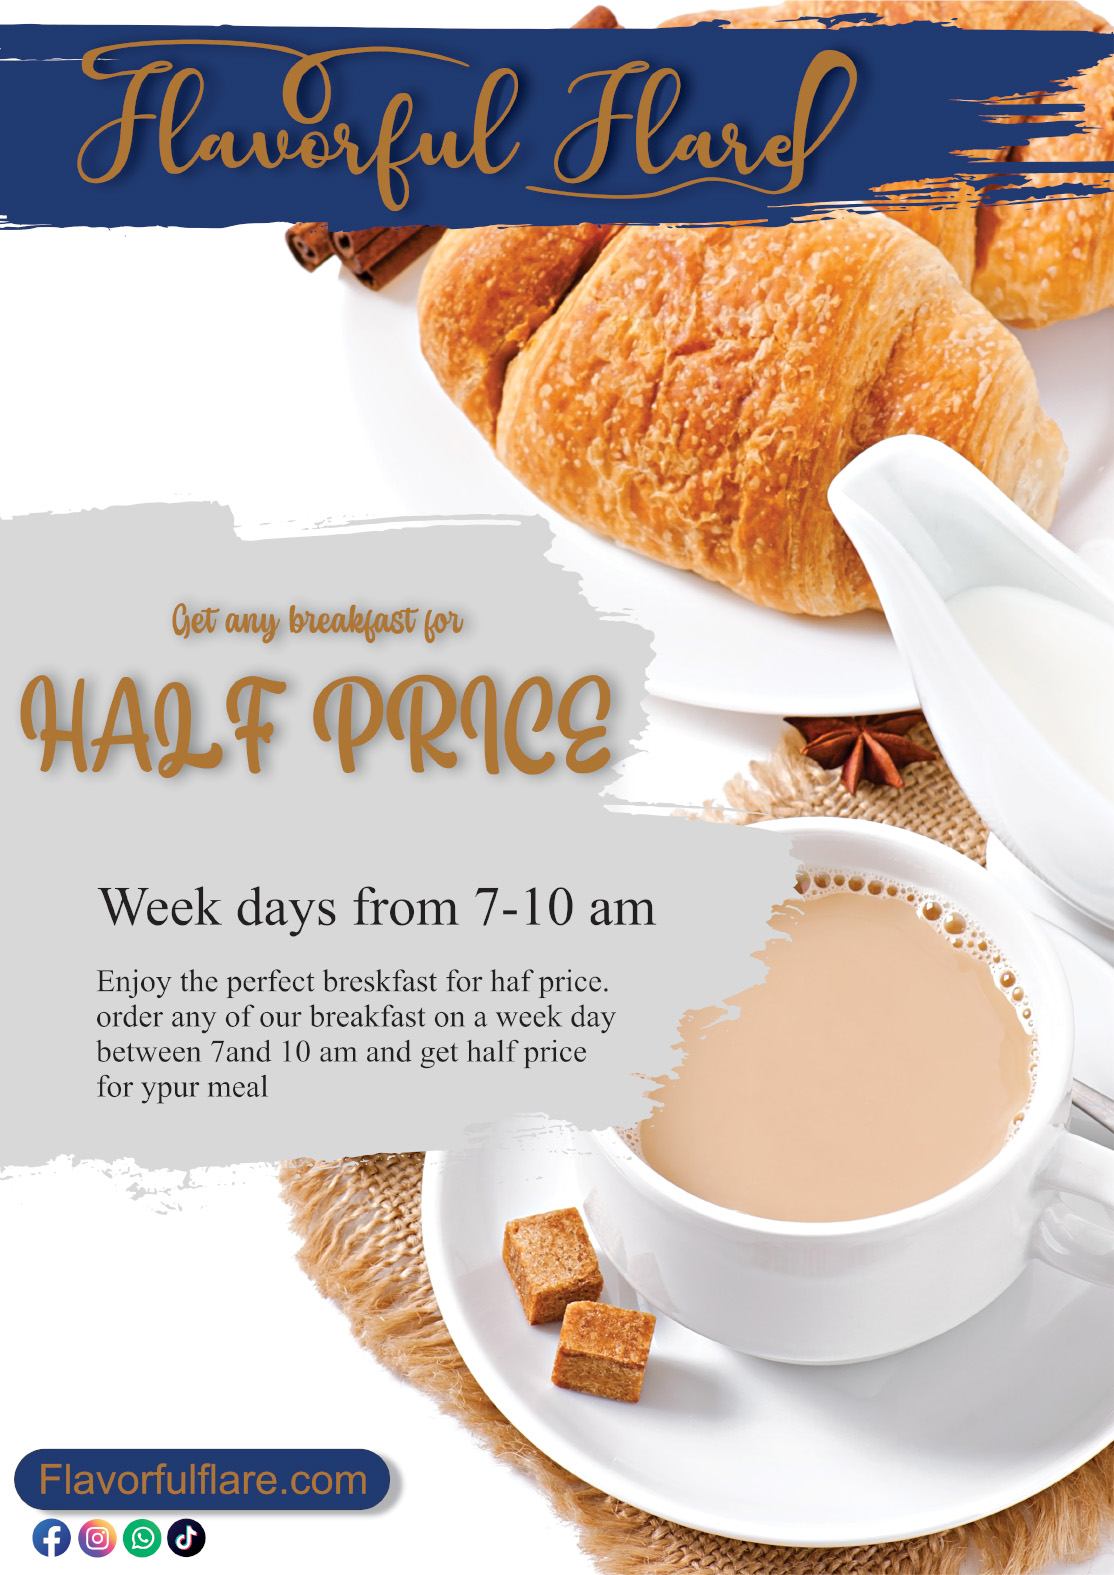 Flavorful Flare
Get any breakfast for
HALF PRICE
Week days from 7-10 am
Enjoy the perfect breskfast for haf price.
order any of our breakfast on a week day
between 7and 10 am and get half price
for ypur meal
Flavorfulflare.com